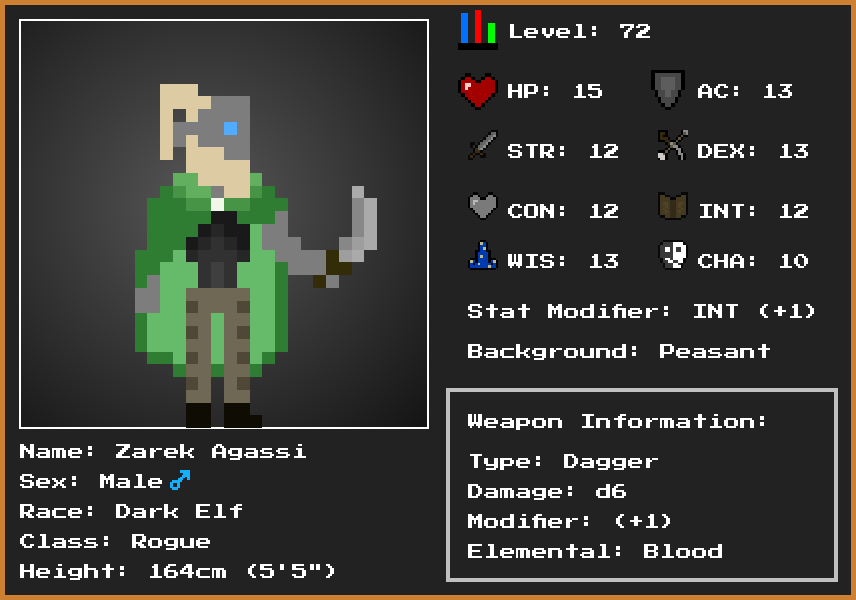 Level: 72
HP: 15
AC: 13
STR: 12
DEX: 13
CON: 12
INT: 12
WIS: 13
CHA: 10
Stat Modifier: INT (+1)
Background: Peasant
Name: Zarek Agassi
Sex: Male ♂
Race: Dark Elf
Class: Rogue
Height: 164cm (5'5")
Weapon Information:
Type: Dagger
Damage: d6
Modifier: (+1)
Elemental: Blood